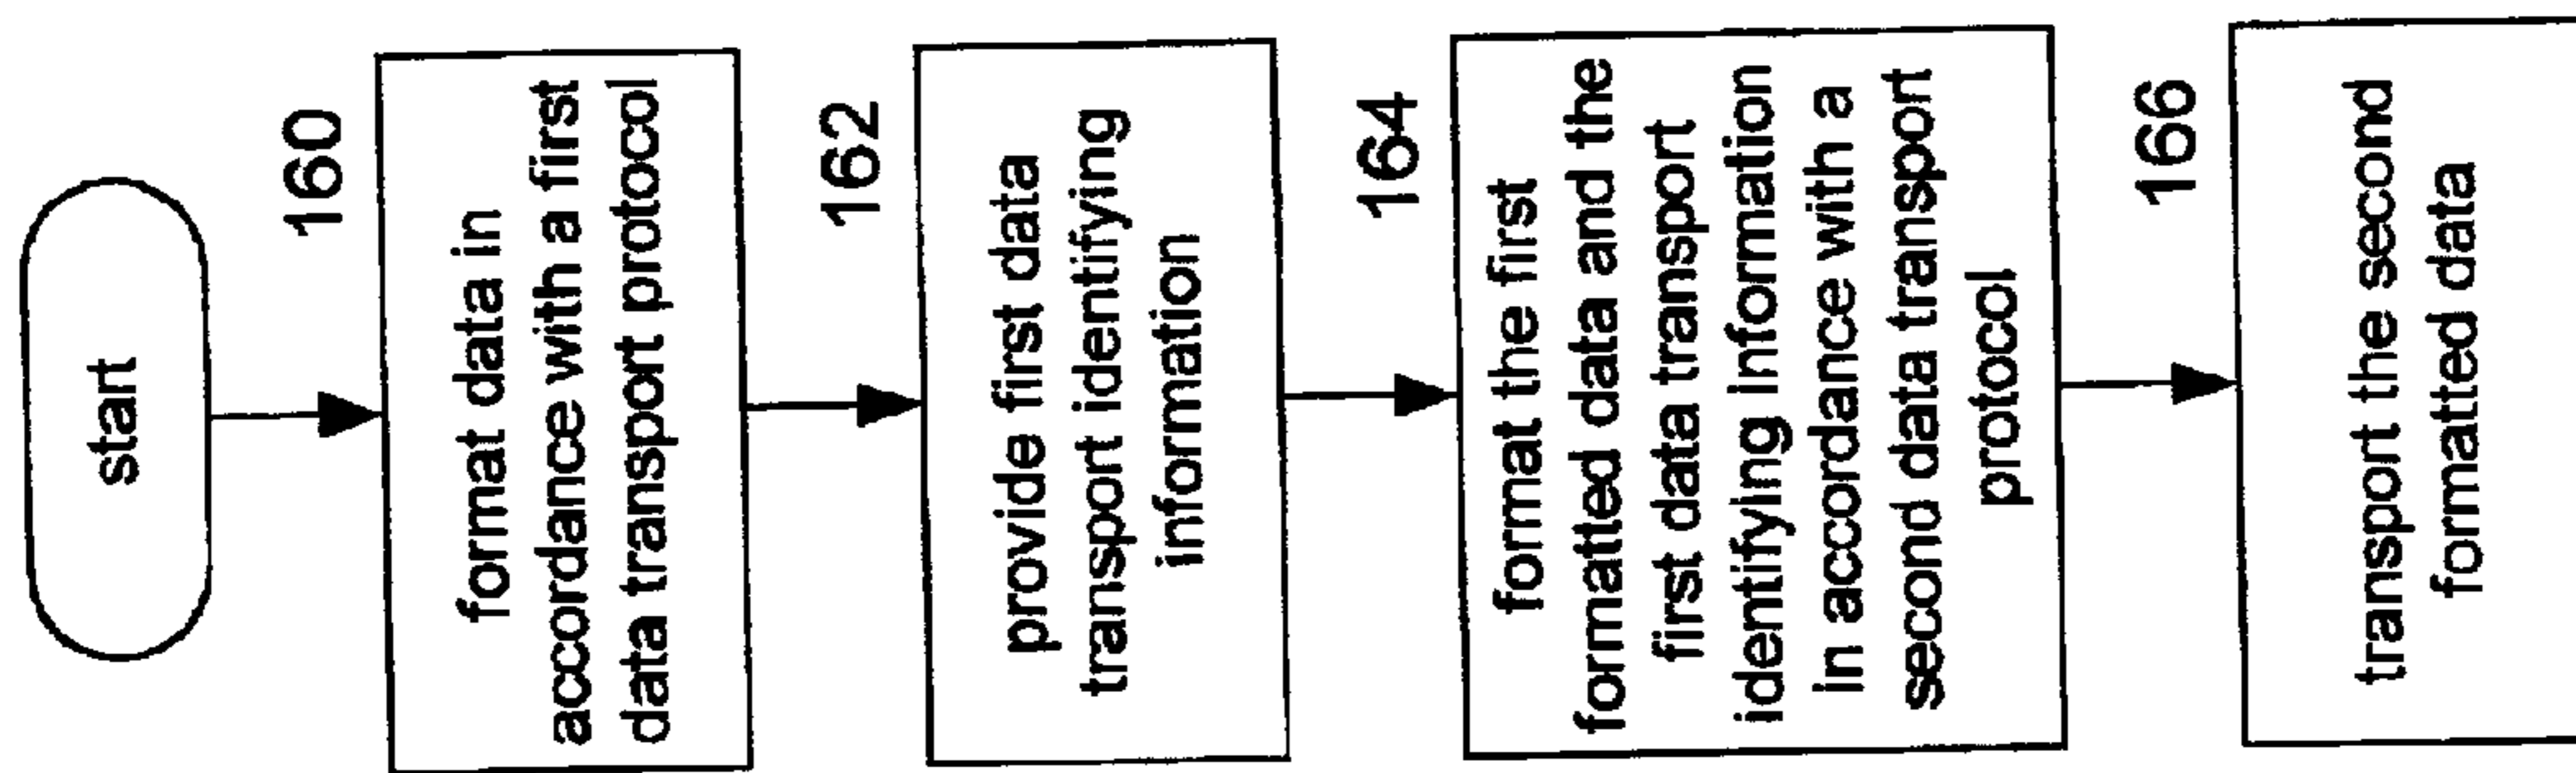 start
160
format data in
accordance with a first
data transport protocol
162
provide first data
transport identifying
information
164
format the first
formatted data and the
first data transport
identifying information
in accordance with a
second data transport
protocol
166
transport the second
formatted data